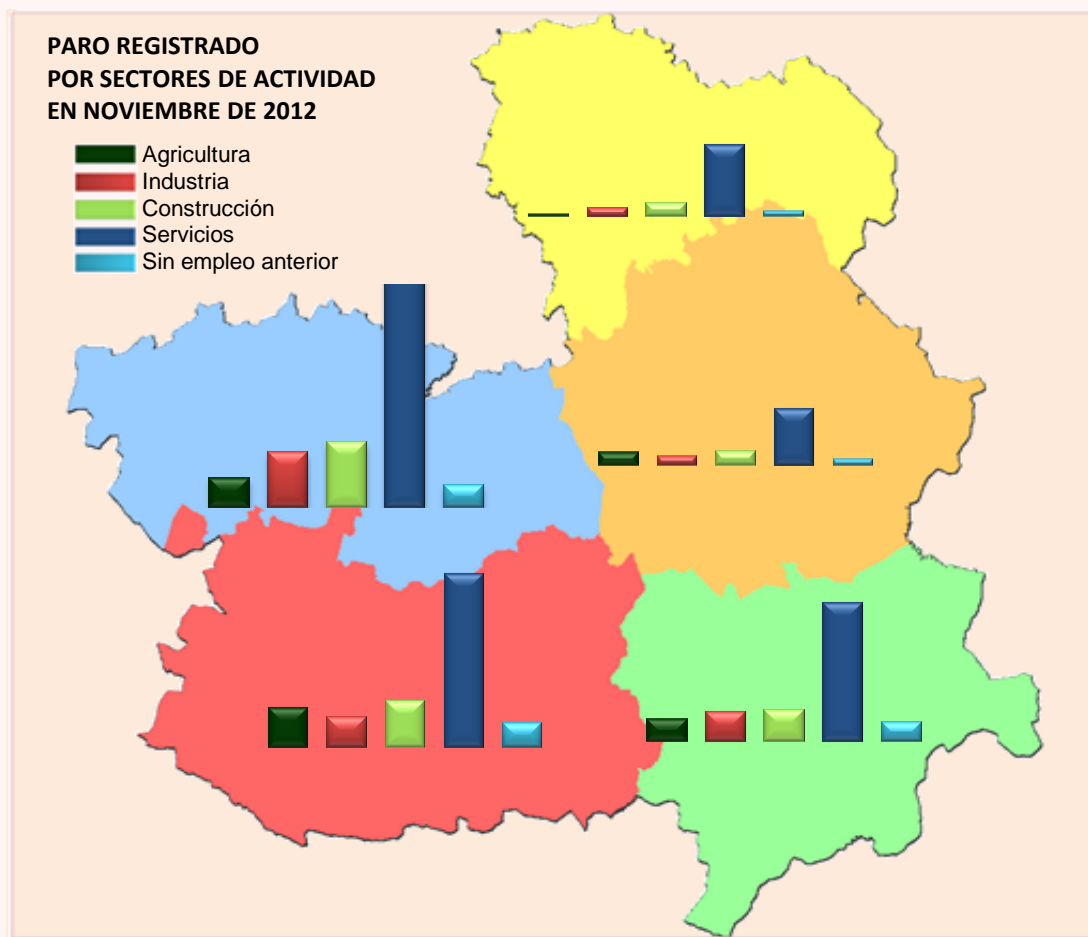 PARO REGISTRADO
POR SECTORES DE ACTIVIDAD
EN NOVIEMBRE DE 2012
Agricultura
Industria
Construcción
Servicios
Sin empleo anterior